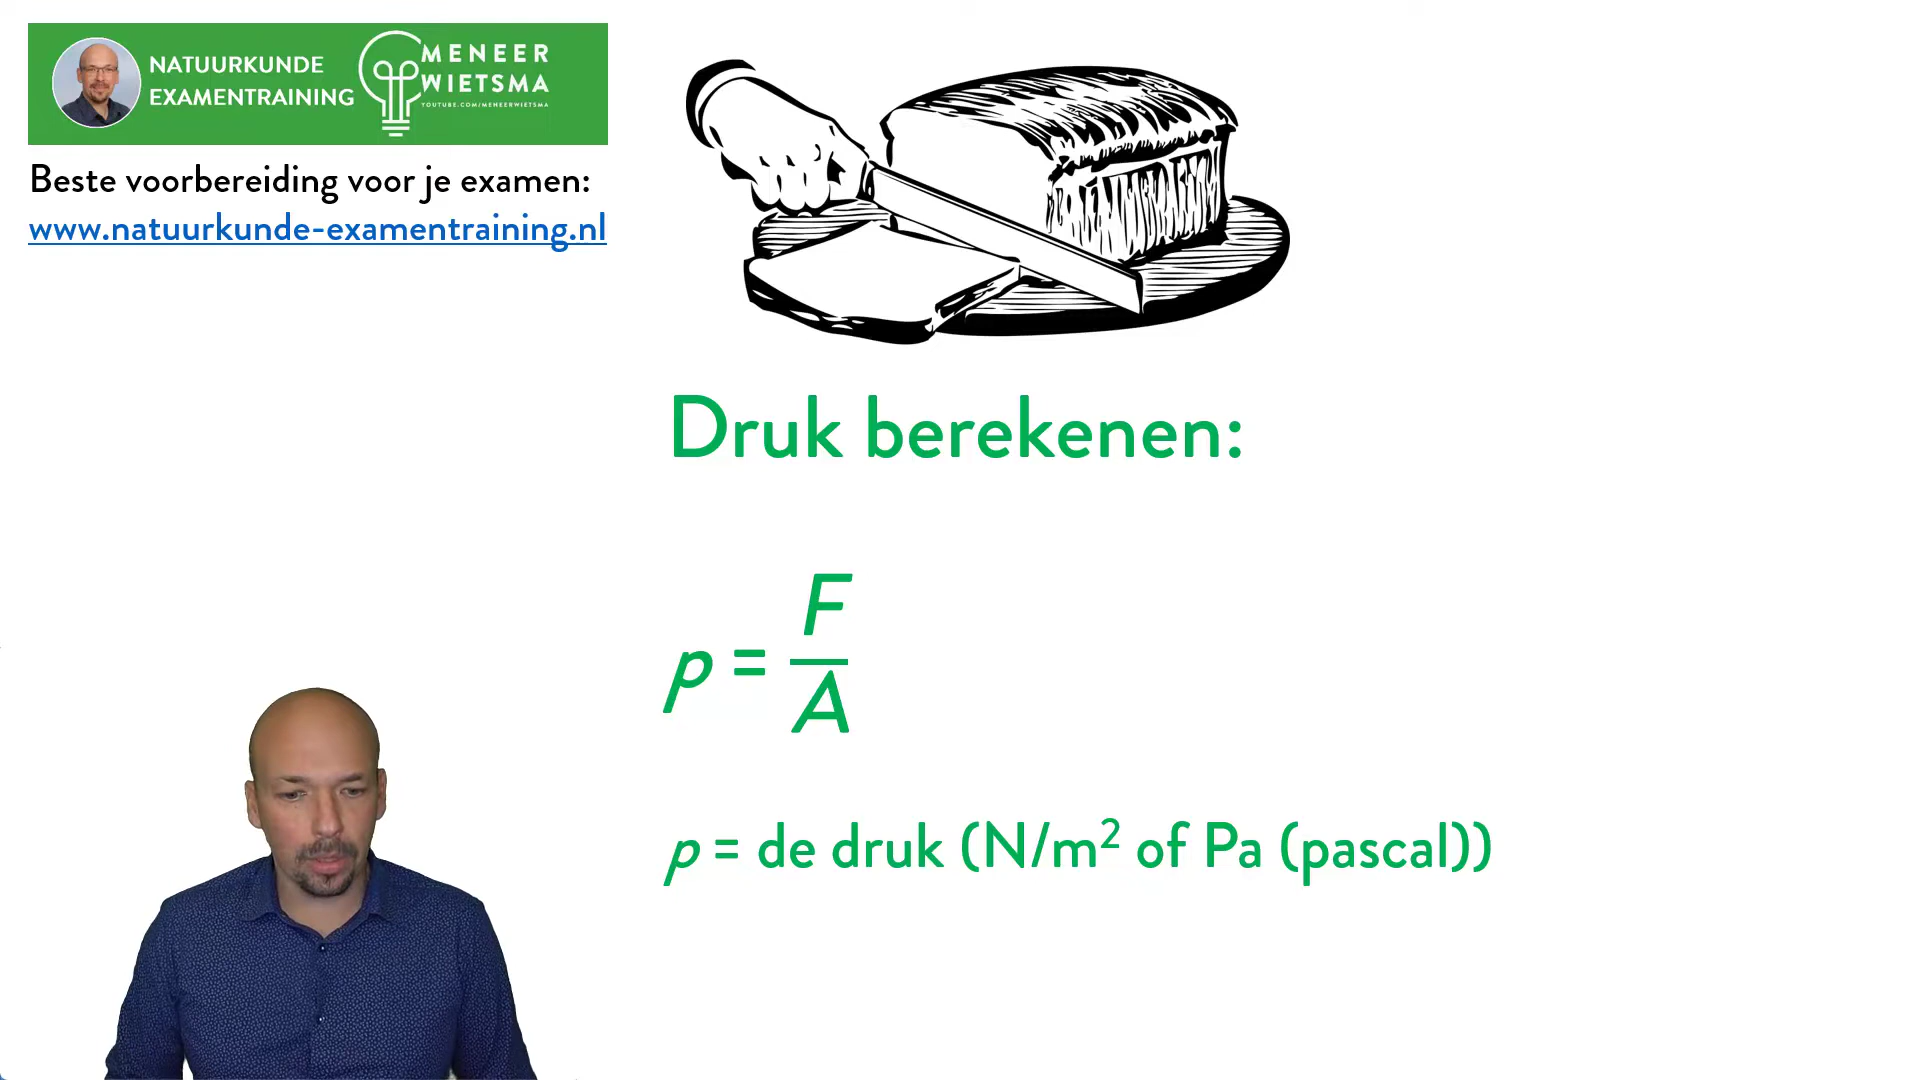 NATUURKUNDE
EXAMENTRAINING
MENEER
WIETSMA
YOUTUBE.COM/MENEERWIETSMA
Beste voorbereiding voor je examen:
www.natuurkunde-examentraining.nl
Druk berekenen:
p = F/A
p = de druk (N/m² of Pa (pascal))